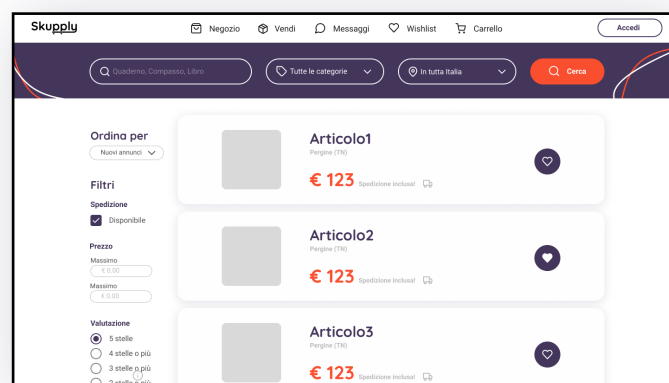 Skupply
Negozio
Vendi
Messaggi
Wishlist
Carrello
Accedi
Quaderno, Compasso, Libro
Tutte le categorie
In tutta Italia
Cerca
Ordina per
Nuovi annunci
Filtri
Spedizione
Disponibile
Prezzo
Massimo
€ 0.00
Massimo
€ 0.00
Valutazione
5 stelle
4 stelle o più
3 stelle o più
2 stelle o più
Articolo1
Pergine (TN)
€ 123 Spedizione inclusa!
Articolo2
Pergine (TN)
€ 123 Spedizione inclusa!
Articolo3
Pergine (TN)
€ 123 Spedizione inclusa!